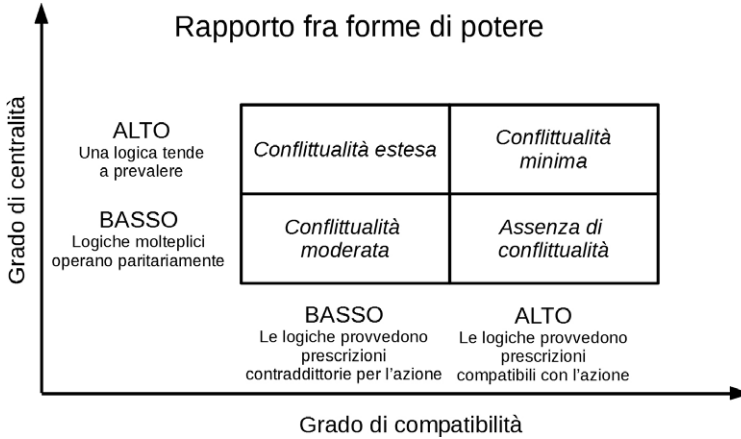 Rapporto fra forme di potere
Grado di centralità
ALTO
Una logica tende
a prevalere
Conflittualità estesa
Conflittualità
minima
BASSO
Logiche molteplici
operano paritariamente
Conflittualità
moderata
Assenza di
conflittualità
BASSO
Le logiche provvedono
prescrizioni
contraddittorie per l'azione
ALTO
Le logiche provvedono
prescrizioni
compatibili con l'azione
Grado di compatibilità